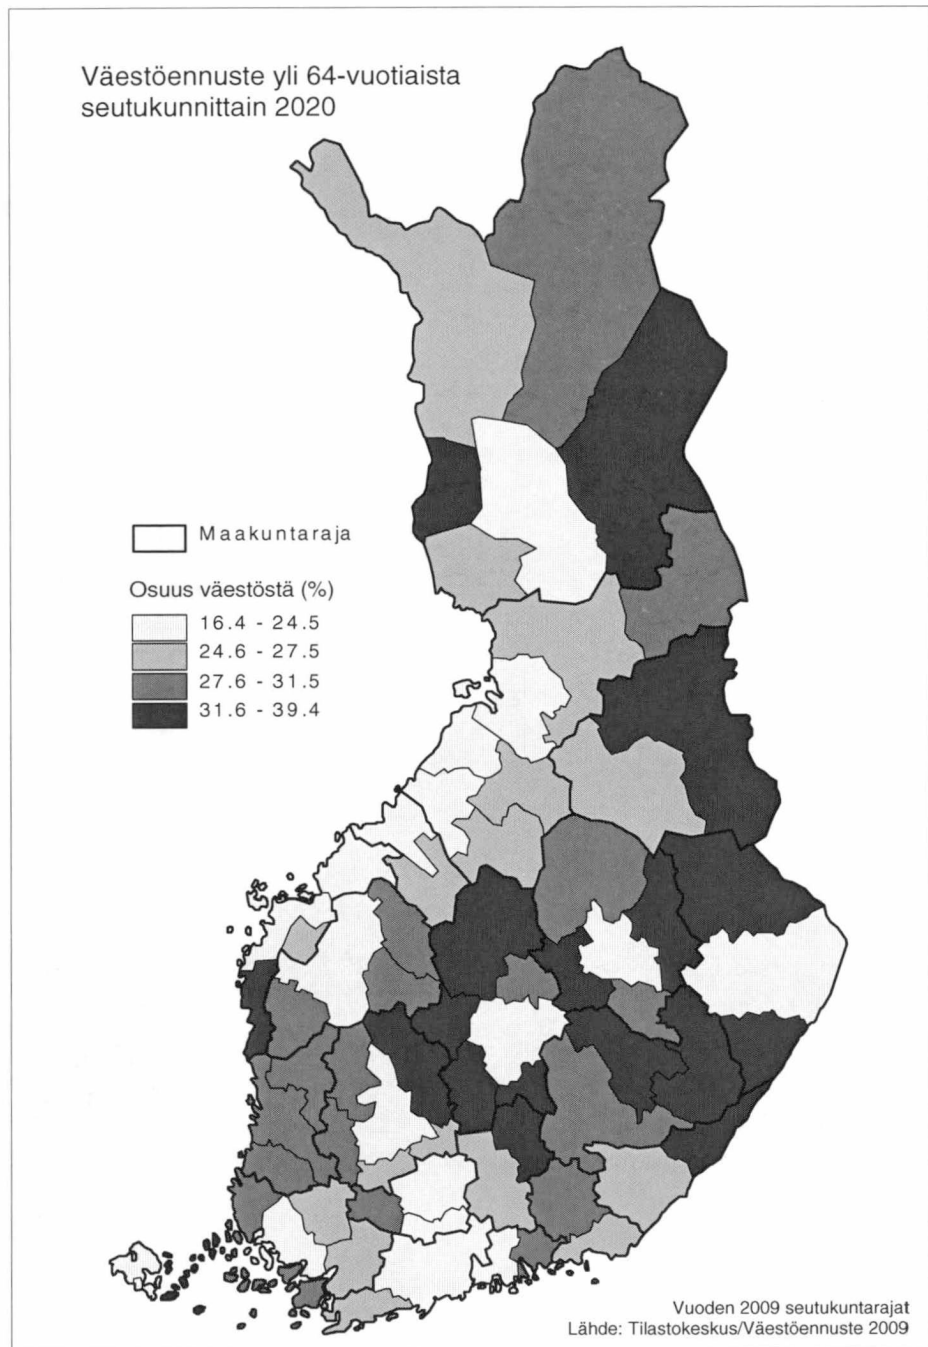 Väestöennuste yli 64-vuotiaista
seutukunnittain 2020
Maakuntaraja
Osuus väestöstä (%)
16.4 - 24.5
24.6 - 27.5
27.6 - 31.5
31.6 - 39.4
Vuoden 2009 seutukuntarajat
Lähde: Tilastokeskus/Väestöennuste 2009